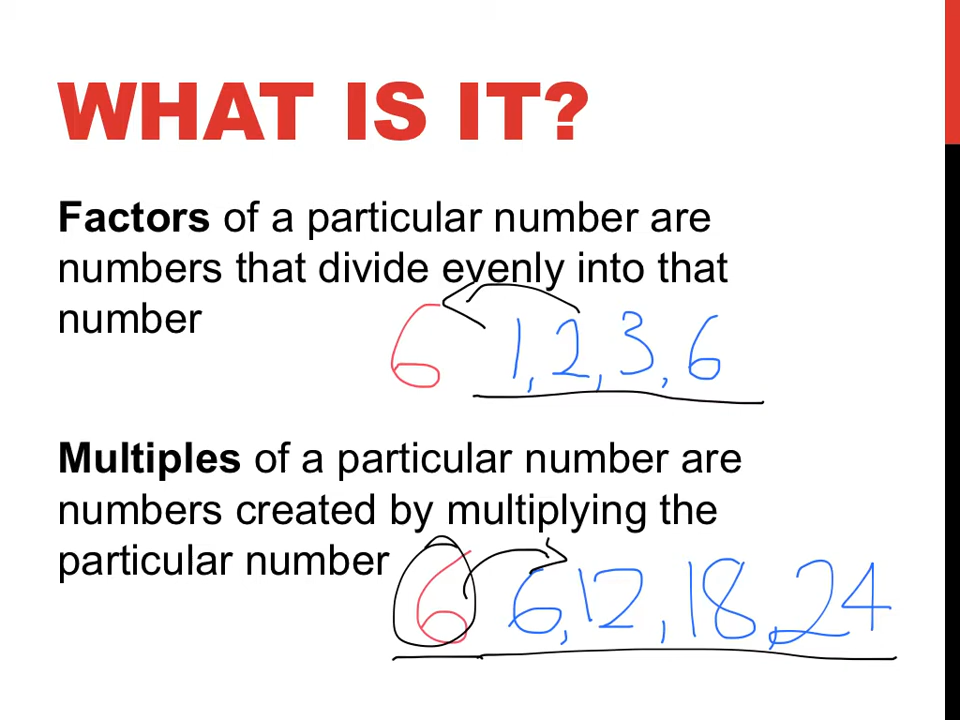 WHAT IS IT?
Factors of a particular number are
numbers that divide evenly into that
number
6 1, 2, 3, 6
Multiples of a particular number are
numbers created by multiplying the
particular number
6 6, 12, 18, 24